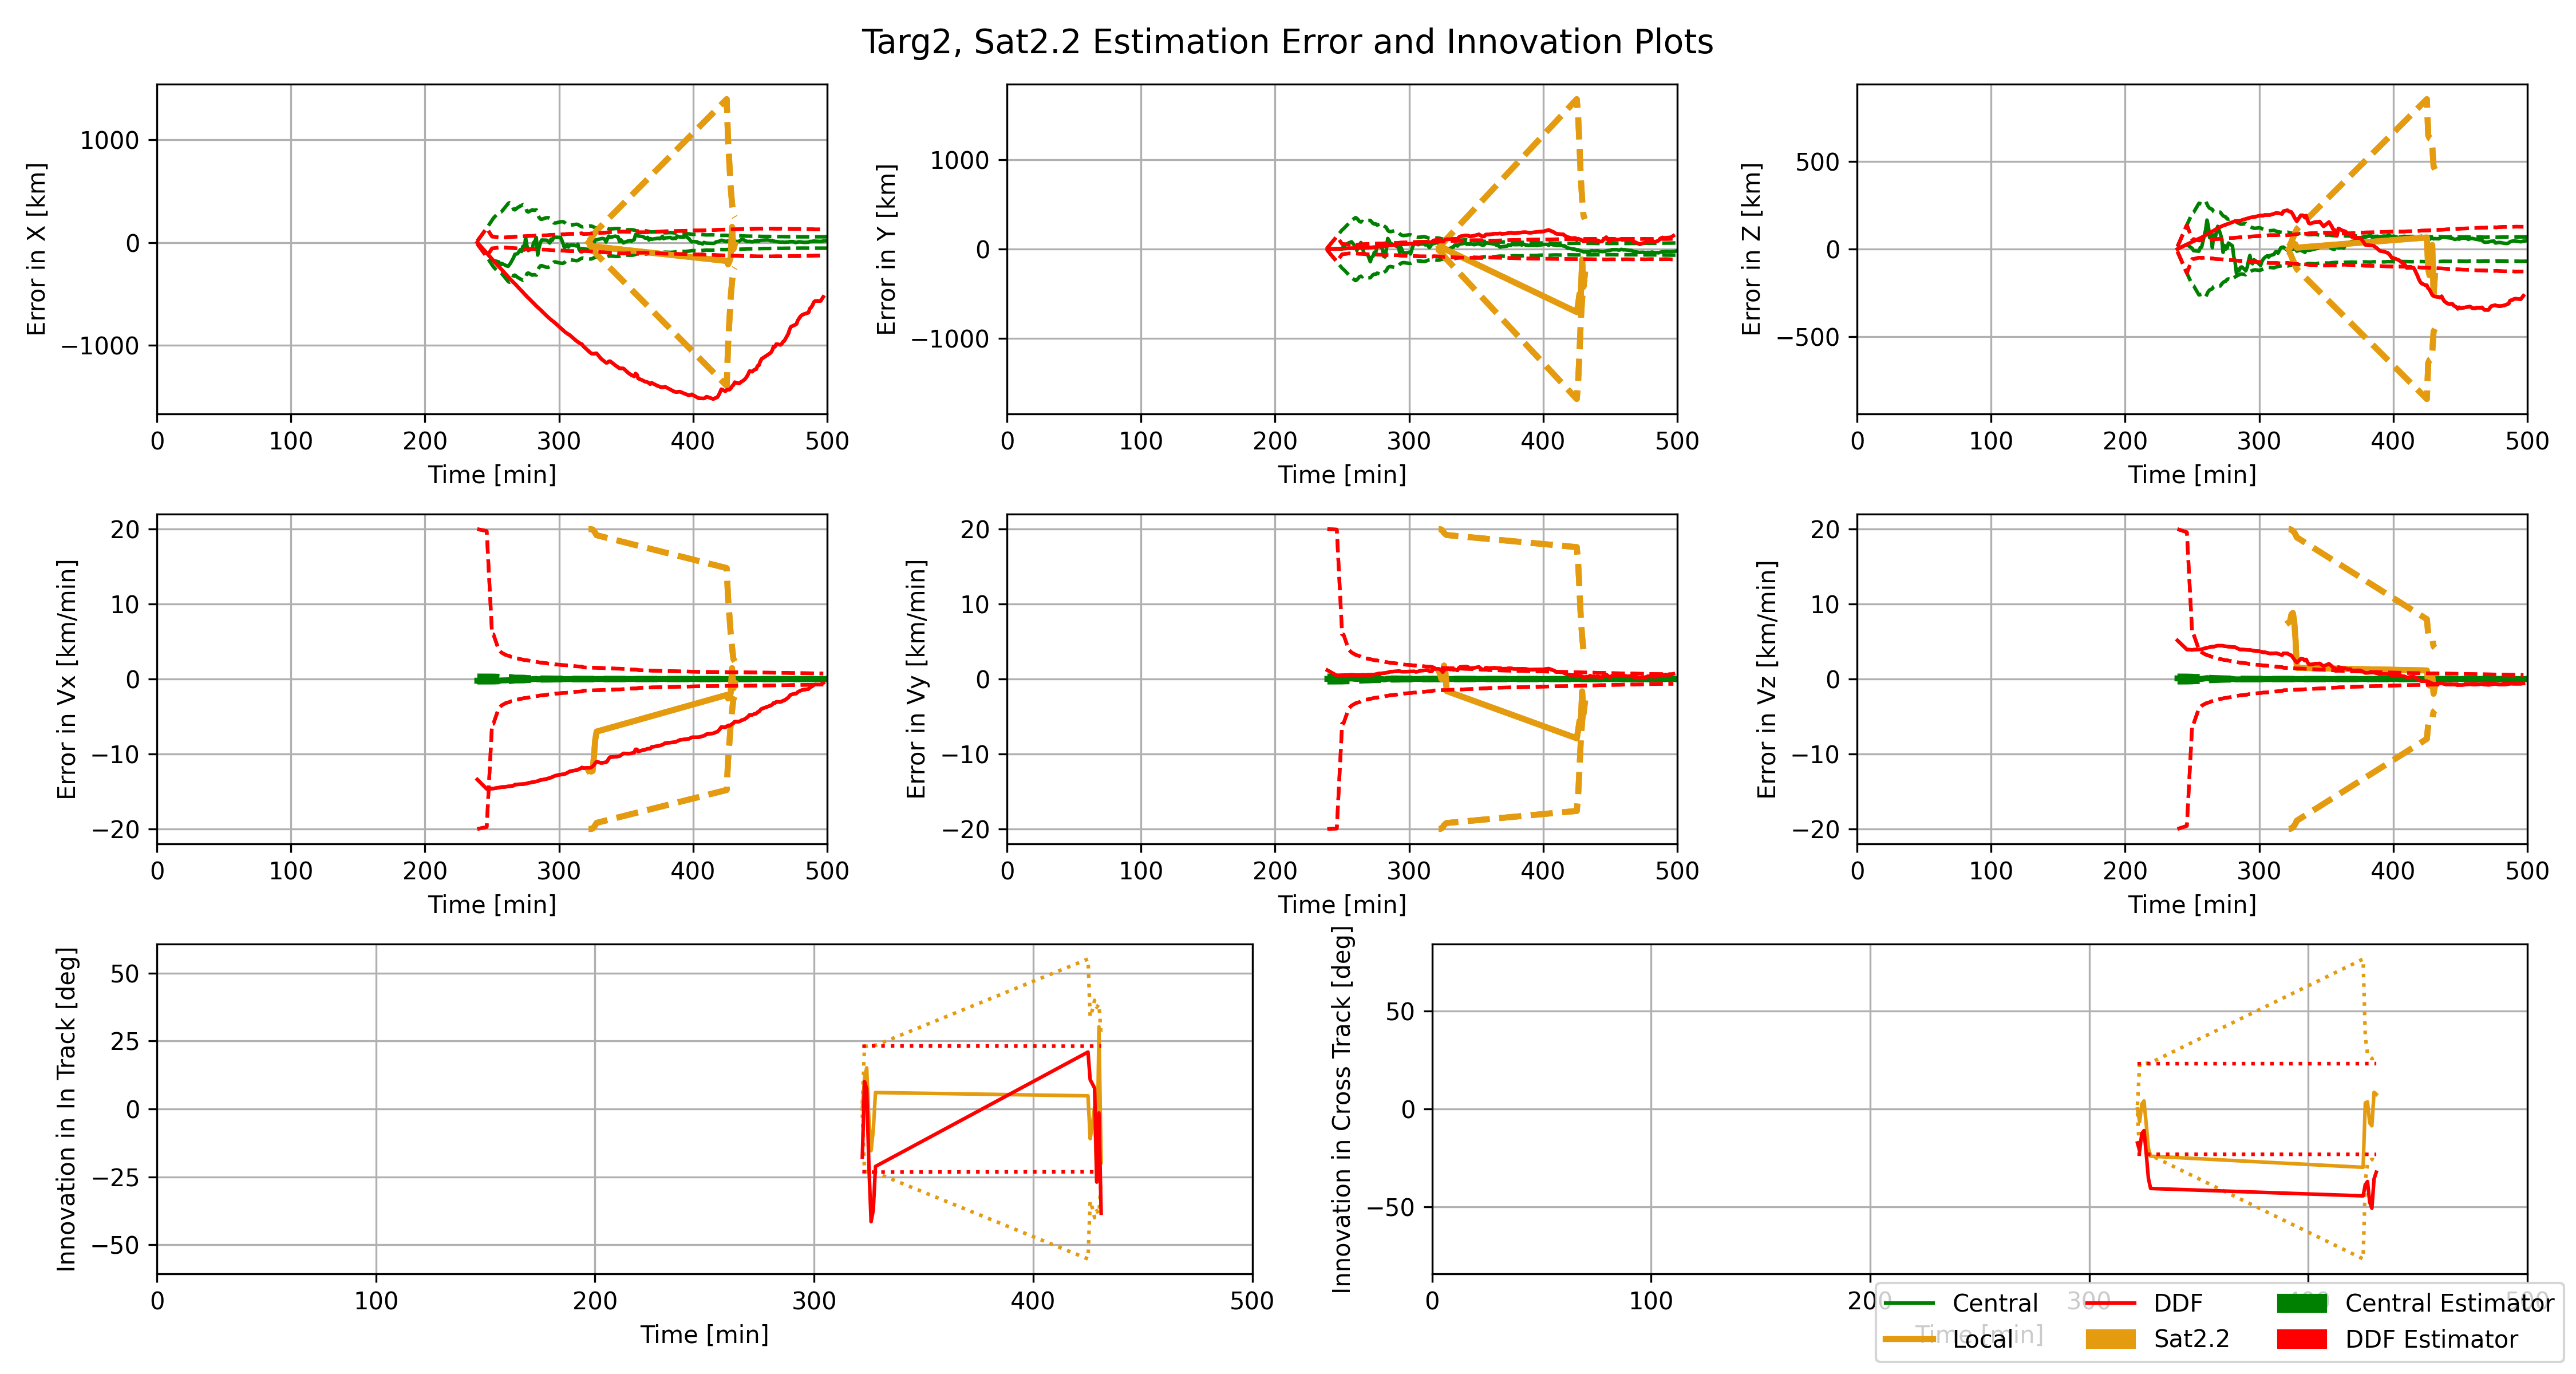 Targ2, Sat2.2 Estimation Error and Innovation Plots
Error in X [km]
1000
0
−1000
0 100 200 300 400 500
Time [min]
Error in Y [km]
1000
0
−1000
0 100 200 300 400 500
Time [min]
Error in Z [km]
500
0
−500
0 100 200 300 400 500
Time [min]
Error in Vx [km/min]
20
10
0
−10
−20
0 100 200 300 400 500
Time [min]
Error in Vy [km/min]
20
10
0
−10
−20
0 100 200 300 400 500
Time [min]
Error in Vz [km/min]
20
10
0
−10
−20
0 100 200 300 400 500
Time [min]
Innovation in In Track [deg]
50
25
0
−25
−50
0 100 200 300 400 500
Time [min]
Innovation in Cross Track [deg]
50
0
−50
0 100 200 300 400 500
Time [min]
Central DDF Central Estimator
Local Sat2.2 DDF Estimator